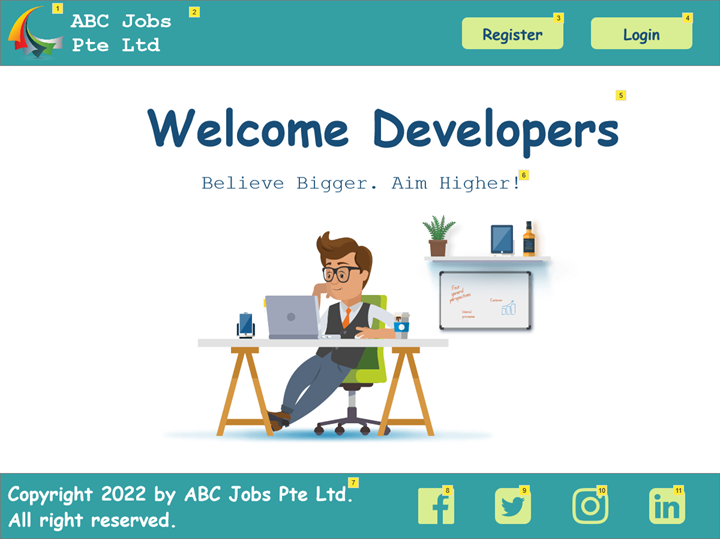 1
2
ABC Jobs
Pte Ltd
3
Register
4
Login
5
Welcome Developers
6
Believe Bigger. Aim Higher!
7
Copyright 2022 by ABC Jobs Pte Ltd.
All right reserved.
8
f
9
10
11
in